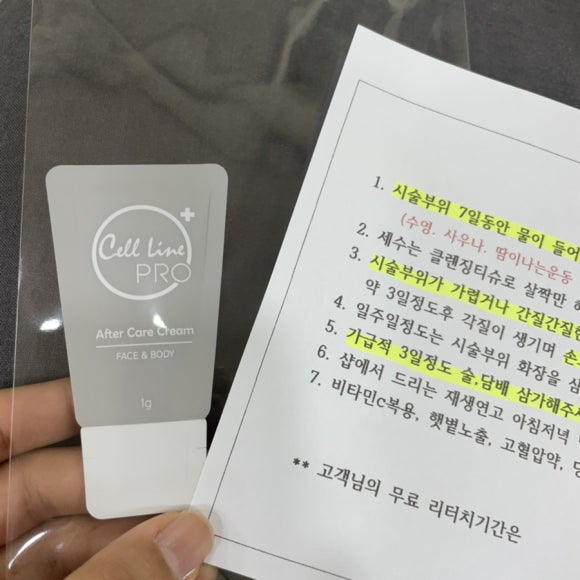 Cell Line
PRO
After Care Cream
FACE & BODY
1g
1. 시술부위 7일동안 물이 들어
(수영. 사우나. 땀이나는운동
2. 세수는 클렌징티슈로 살짝만
3. 시술부위가 가렵거나 간질간질
약 3일정도후 각질이 생기며 손
4. 일주일정도는 시술부위 화장을 삼
5. 가급적 3일정도 술,담배 삼가해주
6. 샵에서 드리는 재생연고 아침저녁
7. 비타민c복용, 햇볕노출, 고혈압약,
** 고객님의 무료 리터치기간은